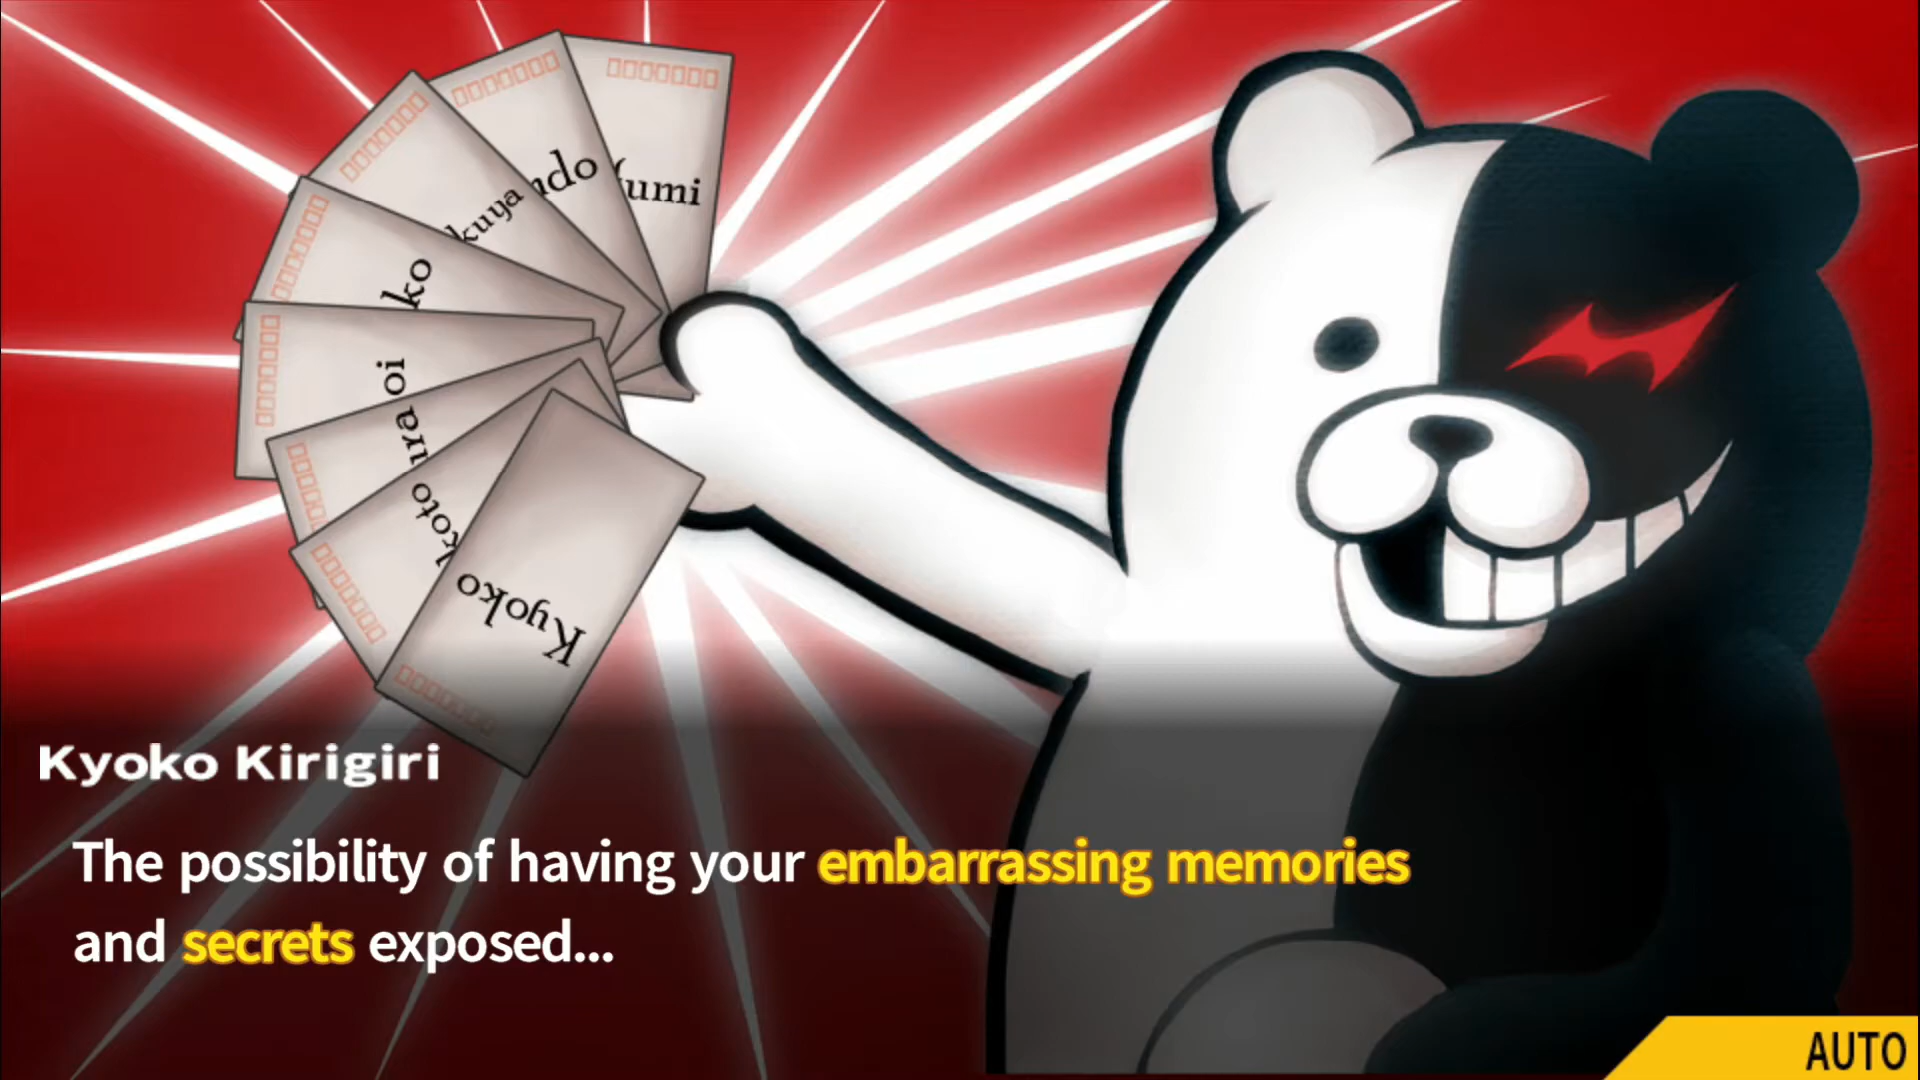 umi
ndo
kuya
ko
oi
ura
koto
Kyoko
Kyoko Kirigiri
The possibility of having your embarrassing memories
and secrets exposed...
AUTO